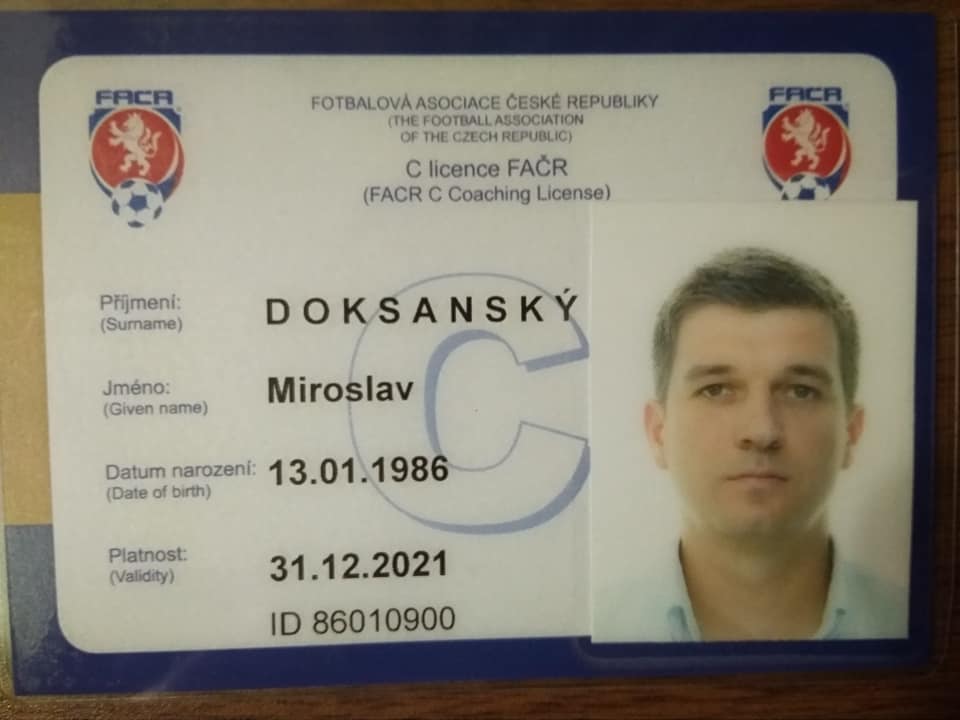 FACR
FACR
FOTBALOVÁ ASOCIACE ČESKÉ REPUBLIKY
(THE FOOTBALL ASSOCIATION
OF THE CZECH REPUBLIC)
C licence FAČR
(FACR C Coaching License)
C
Příjmení:
(Surname)
DOKSANSKÝ
Jméno:
(Given name)
Miroslav
Datum narození:
(Date of birth)
13.01.1986
Platnost:
(Validity)
31.12.2021
ID 86010900